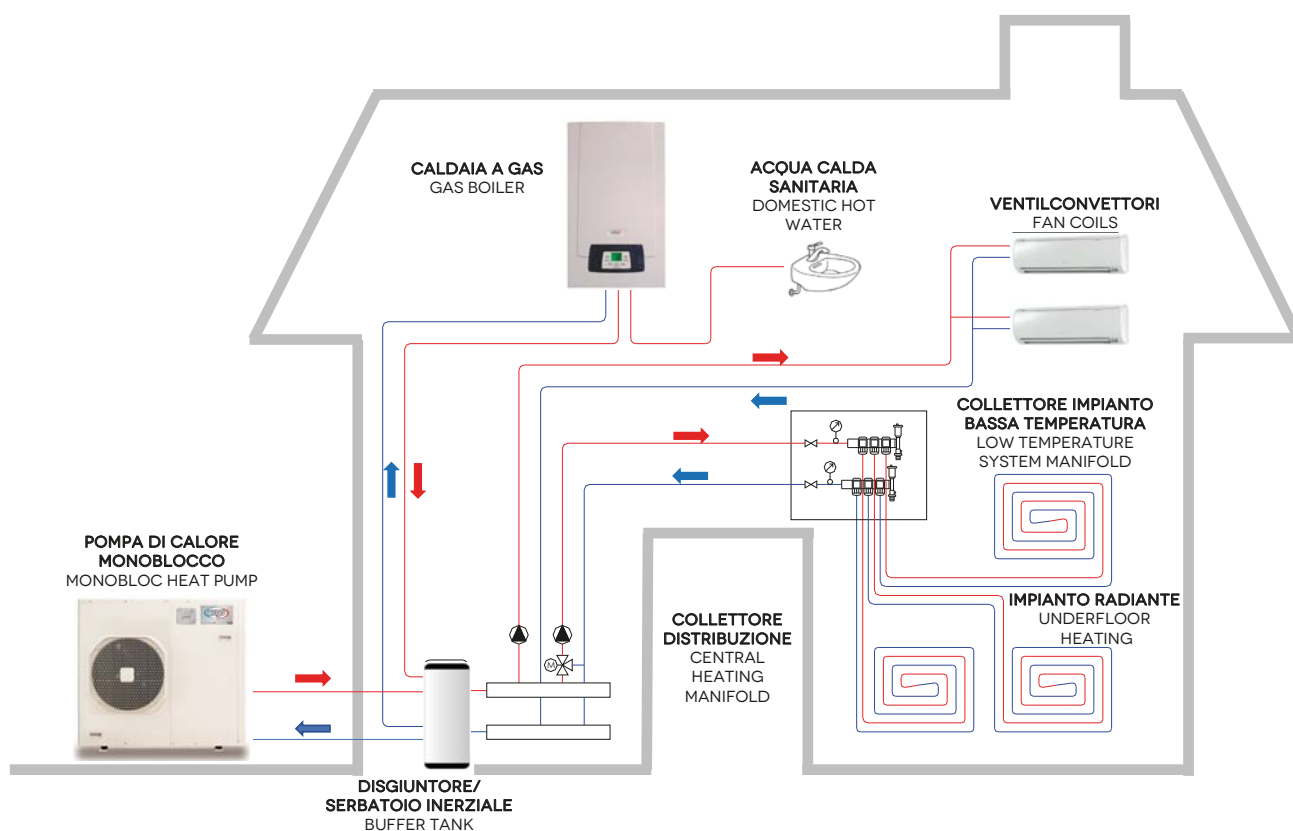 CALDAIA A GAS
GAS BOILER
ACQUA CALDA
SANITARIA
DOMESTIC HOT
WATER
VENTILCONVETTORI
FAN COILS
COLLETTORE IMPIANTO
BASSA TEMPERATURA
LOW TEMPERATURE
SYSTEM MANIFOLD
POMPA DI CALORE
MONOBLOCCO
MONOBLOC HEAT PUMP
IMPIANTO RADIANTE
UNDERFLOOR
HEATING
COLLETTORE
DISTRIBUZIONE
CENTRAL
HEATING
MANIFOLD
M
DISGIUNTORE/
SERBATOIO INERZIALE
BUFFER TANK